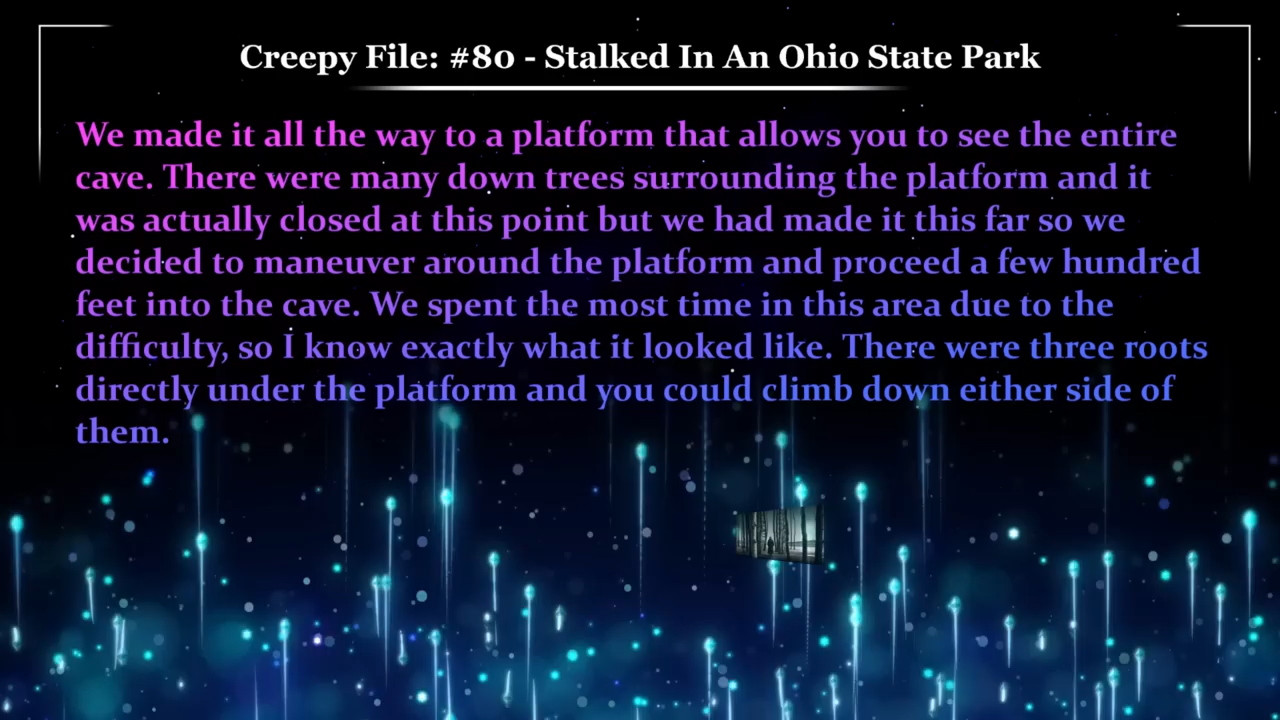 Creepy File: #80 - Stalked In An Ohio State Park
We made it all the way to a platform that allows you to see the entire
cave. There were many down trees surrounding the platform and it
was actually closed at this point but we had made it this far so we
decided to maneuver around the platform and proceed a few hundred
feet into the cave. We spent the most time in this area due to the
difficulty, so I know exactly what it looked like. There were three roots
directly under the platform and you could climb down either side of
them.